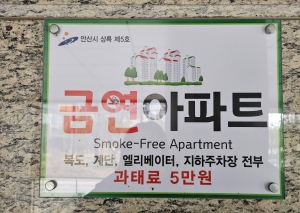 안산시 상록 제5호
금연아파트
Smoke-Free Apartment
복도, 계단, 엘리베이터, 지하주차장 전부
과태료 5만원